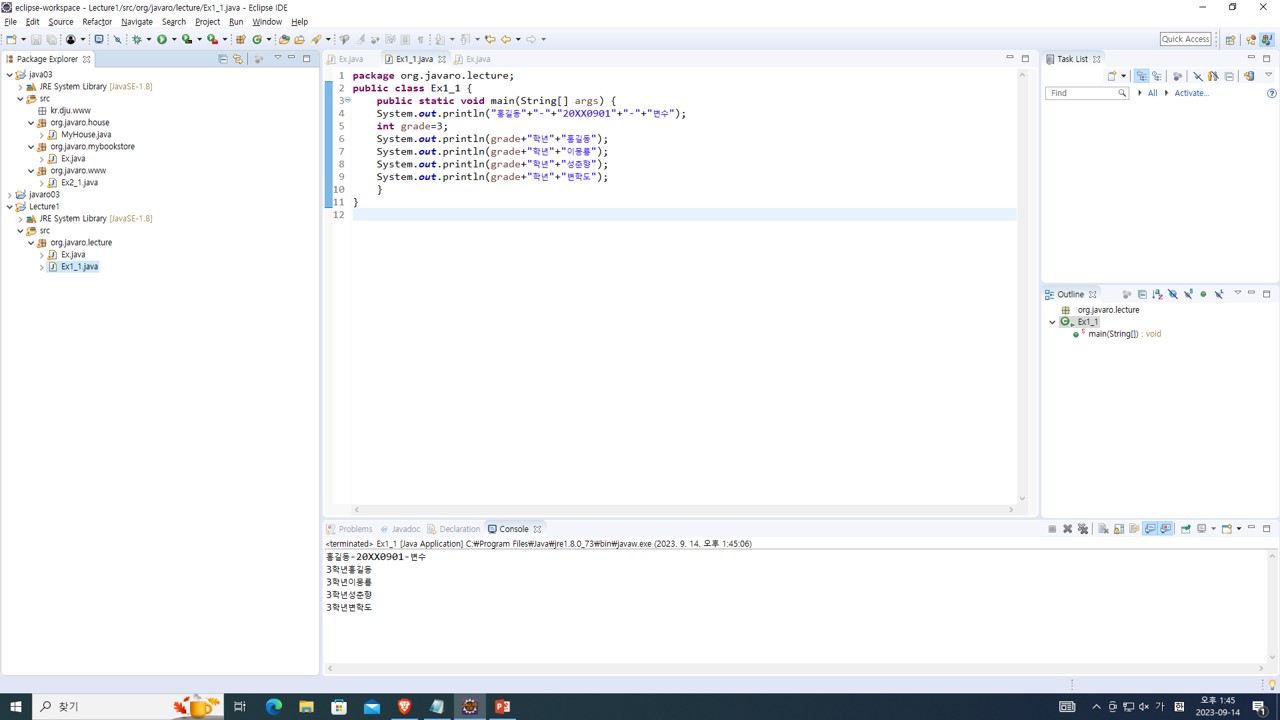 eclipse-workspace - Lecture1/src/org/javaro/lecture/Ex1_1.java - Eclipse IDE
File Edit Source Refactor Navigate Search Project Run Window Help
Quick Access
Package Explorer
java03
JRE System Library [JavaSE-1.8]
src
kr.dju.www
org.javaro.house
MyHouse.java
org.javaro.mybookstore
Ex.java
org.javaro.www
Ex2_1.java
javaro03
Lecture1
JRE System Library [JavaSE-1.8]
src
org.javaro.lecture
Ex.java
Ex1_1.java
Ex.java Ex1_1.java Ex.java
1 package org.javaro.lecture;
2 public class Ex1_1 {
3 public static void main(String[] args) {
4 System.out.println("홍길동"+"-"+"20XX0901"+"-"+"변수");
5 int grade=3;
6 System.out.println(grade+"학년"+"홍길동");
7 System.out.println(grade+"학년"+"이몽룡");
8 System.out.println(grade+"학년"+"성춘향");
9 System.out.println(grade+"학년"+"변학도");
10 }
11 }
12
Task List
Find All Activate...
Outline
org.javaro.lecture
Ex1_1
main(String[]) : void
Problems Javadoc Declaration Console
<terminated> Ex1_1 [Java Application] C:₩Program Files₩Java₩jre1.8.0_73₩bin₩javaw.exe (2023. 9. 14. 오후 1:45:06)
홍길동-20XX0901-변수
3학년홍길동
3학년이몽룡
3학년성춘향
3학년변학도
찾기
가
오후 1:45
2023-09-14